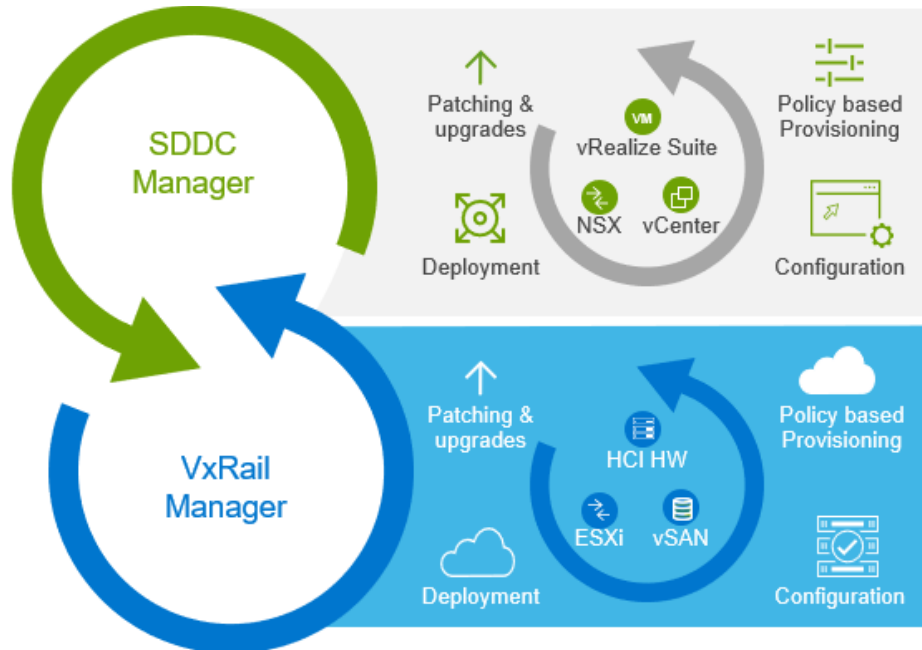 SDDC
Manager
Patching &
upgrades
VM
vRealize Suite
NSX
vCenter
Policy based
Provisioning
Deployment
Configuration
VxRail
Manager
Patching &
upgrades
HCI HW
ESXi
vSAN
Policy based
Provisioning
Deployment
Configuration